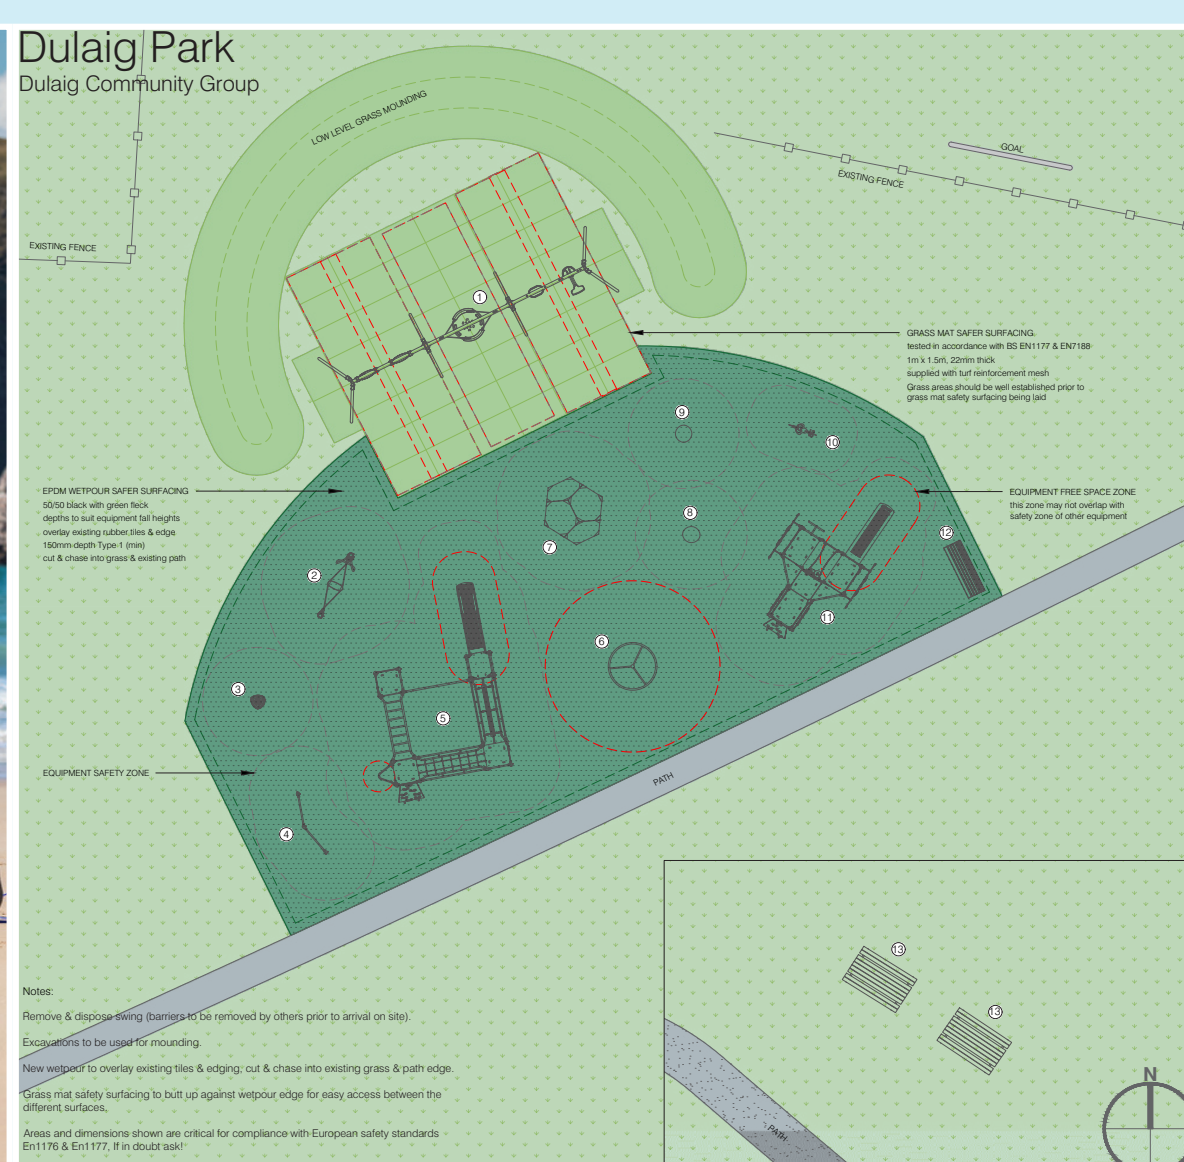 Dulaig Park
Dulaig Community Group
LOW LEVEL GRASS MOUNDING
GOAL
EXISTING FENCE
EXISTING FENCE
1
GRASS MAT SAFER SURFACING
tested in accordance with BS EN1177 & EN7188
1m x 1.5m, 22mm thick
supplied with turf reinforcement mesh
Grass areas should be well established prior to
grass mat safety surfacing being laid
9
10
EPDM WETPOUR SAFER SURFACING
50/50 black with green fleck
depths to suit equipment fall heights
overlay existing rubber tiles & edge
150mm depth Type 1 (min)
cut & chase into grass & existing path
EQUIPMENT FREE SPACE ZONE
this zone may not overlap with
safety zone of other equipment
8
12
7
2
11
6
3
5
EQUIPMENT SAFETY ZONE
PATH
4
Notes:
Remove & dispose swing (barriers to be removed by others prior to arrival on site).
Excavations to be used for mounding.
New wetpour to overlay existing tiles & edging, cut & chase into existing grass & path edge.
Grass mat safety surfacing to butt up against wetpour edge for easy access between the
different surfaces.
Areas and dimensions shown are critical for compliance with European safety standards
En1176 & En1177, If in doubt ask!
13
13
N
PATH